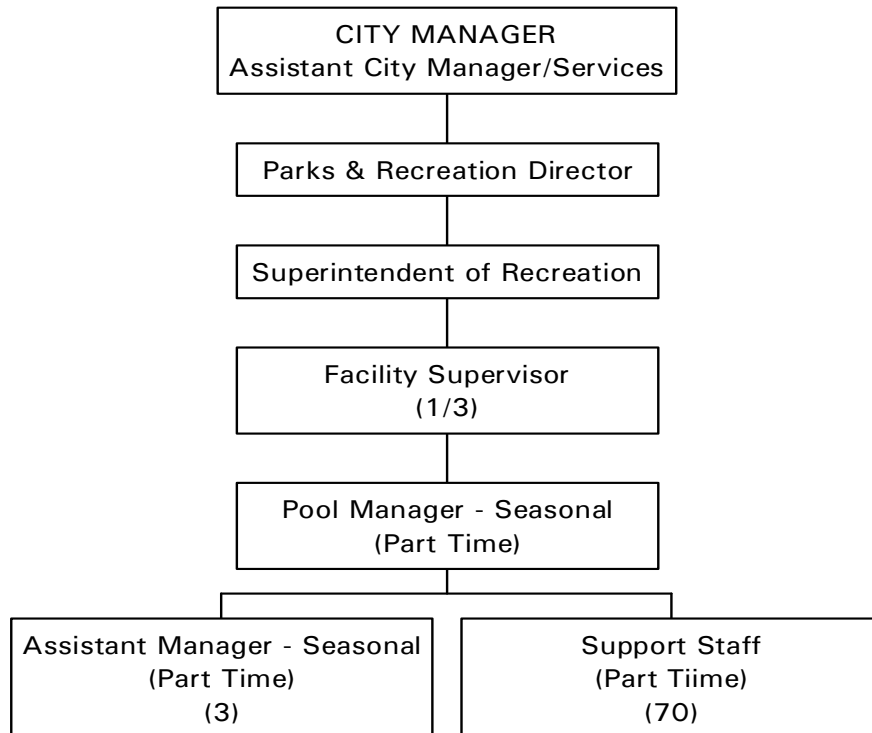 CITY MANAGER
Assistant City Manager/Services
Parks & Recreation Director
Superintendent of Recreation
Facility Supervisor
(1/3)
Pool Manager - Seasonal
(Part Time)
Assistant Manager - Seasonal
(Part Time)
(3)
Support Staff
(Part Tiime)
(70)